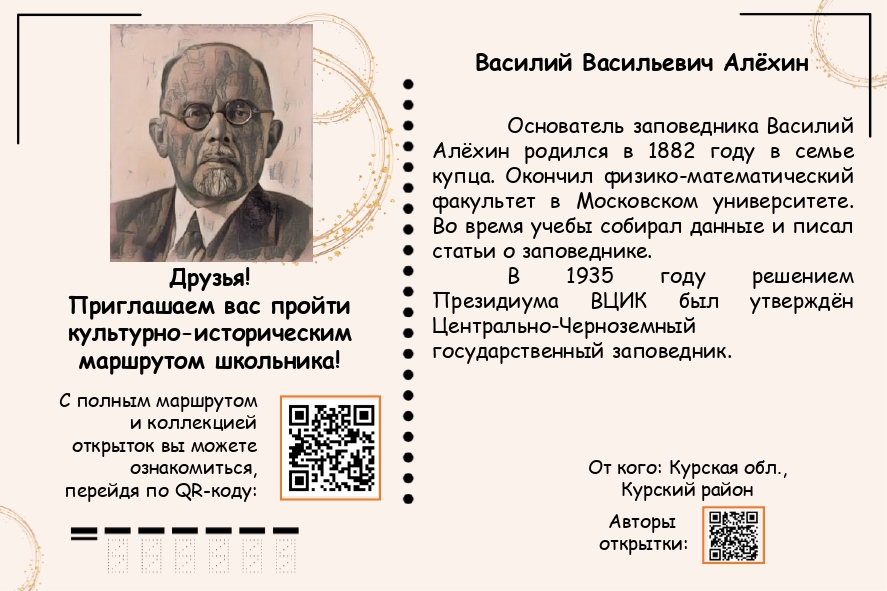 Друзья!
Приглашаем вас пройти
культурно-историческим
маршрутом школьника!
С полным маршрутом
и коллекцией
открыток вы можете
ознакомиться,
перейдя по QR-коду:
Василий Васильевич Алёхин
Основатель заповедника Василий
Алёхин родился в 1882 году в семье
купца. Окончил физико-математический
факультет в Московском университете.
Во время учебы собирал данные и писал
статьи о заповеднике.
В 1935 году решением
Президиума ВЦИК был утверждён
Центрально-Черноземный
государственный заповедник.
От кого: Курская обл.,
Курский район
Авторы
открытки: